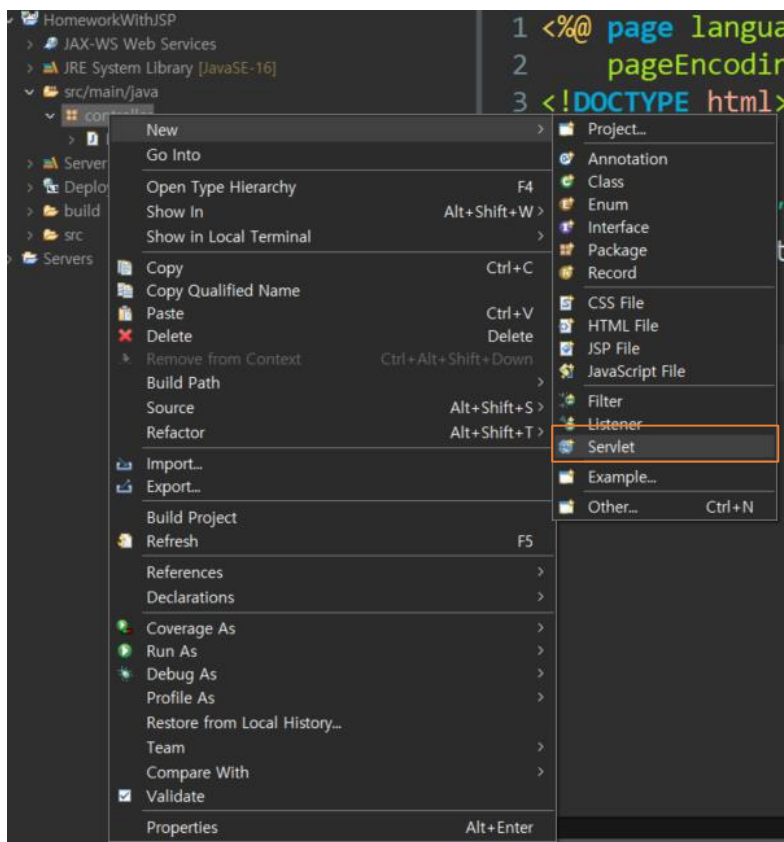 HomeworkWithJSP
JAX-WS Web Services
JRE System Library [JavaSE-16]
src/main/java
Server
Deplo
build
src
Servers
1 <%@ page langua
2 pageEncodin
3 <!DOCTYPE html>
New
Go Into
Open Type Hierarchy F4
Show In Alt+Shift+W
Show in Local Terminal
Copy Ctrl+C
Copy Qualified Name
Paste Ctrl+V
Delete Delete
Remove from Context Ctrl+Alt+Shift+Down
Build Path
Source Alt+Shift+S
Refactor Alt+Shift+T
Import...
Export...
Build Project
Refresh F5
References
Declarations
Coverage As
Run As
Debug As
Profile As
Restore from Local History...
Team
Compare With
Validate
Properties Alt+Enter
Project...
Annotation
Class
Enum
Interface
Package
Record
CSS File
HTML File
JSP File
JavaScript File
Filter
Listener
Servlet
Example...
Other... Ctrl+N